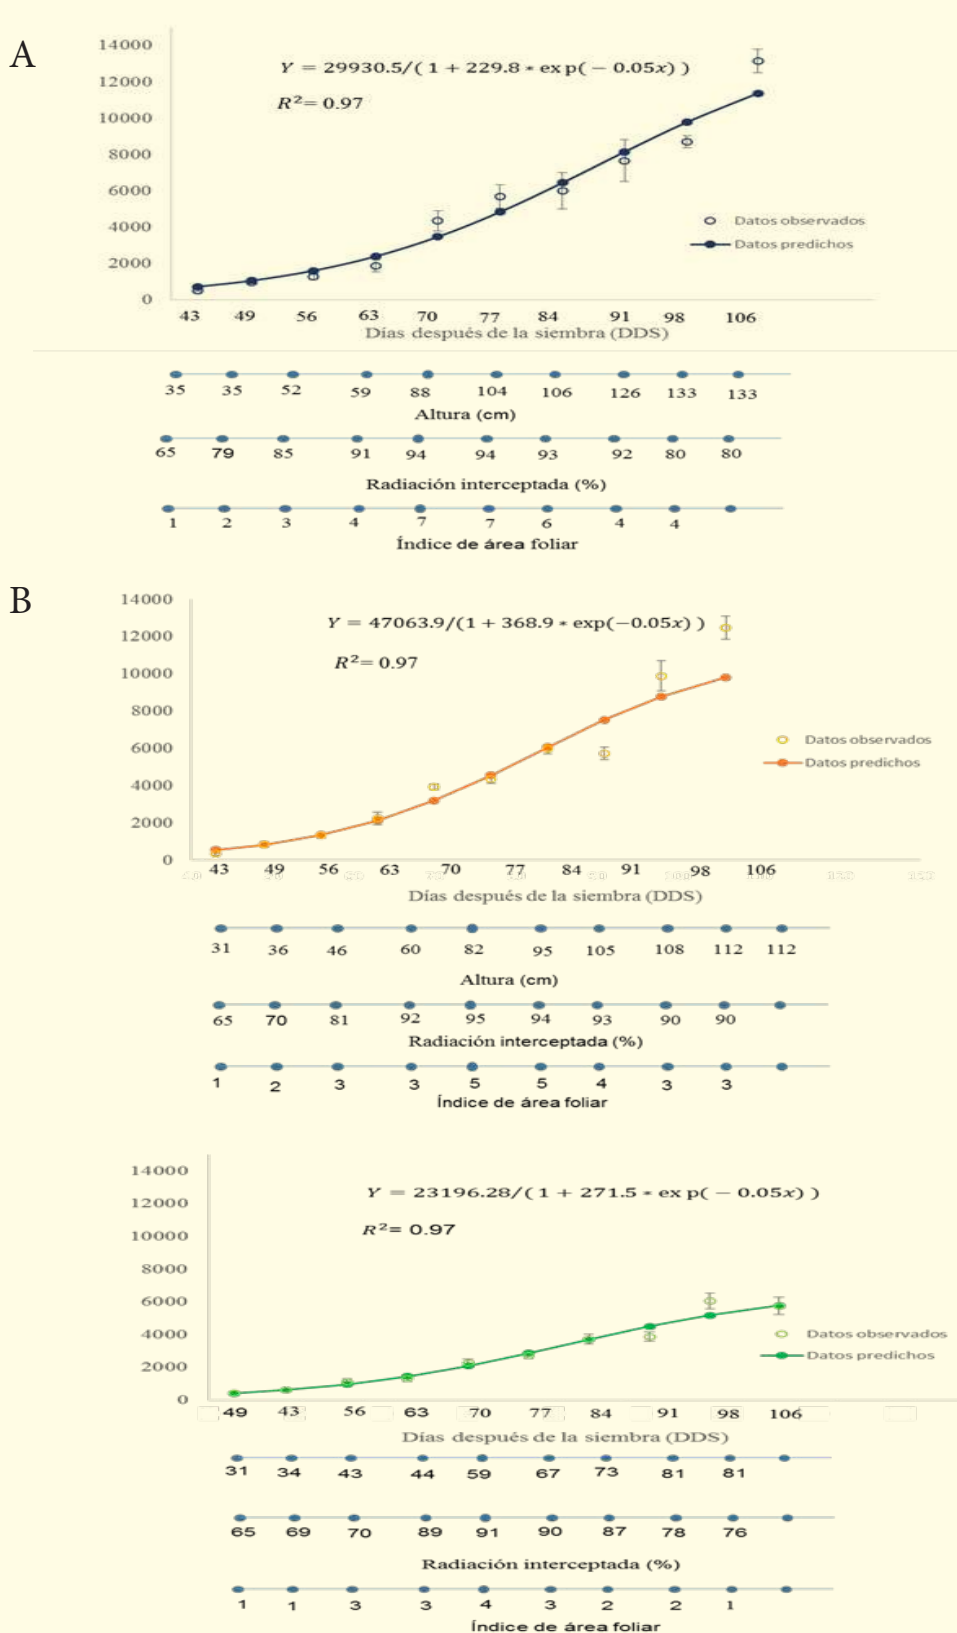 A
14000
12000
10000
8000
6000
4000
2000
0
Y = 29930.5/( 1 + 229.8 * ex p( − 0.05x) )
R²= 0.97
Datos observados
Datos predichos
43 49 56 63 70 77 84 91 98 106
Días después de la siembra (DDS)
35 35 52 59 88 104 106 126 133 133
Altura (cm)
65 79 85 91 94 94 93 92 80 80
Radiación interceptada (%)
1 2 3 4 7 7 6 4 4
Índice de área foliar
B
14000
12000
10000
8000
6000
4000
2000
0
Y = 47063.9/(1 + 368.9 * exp(−0.05x) )
R²= 0.97
Datos observados
Datos predichos
43 49 56 63 70 77 84 91 98 106
Días después de la siembra (DDS)
31 36 46 60 82 95 105 108 112 112
Altura (cm)
65 70 81 92 95 94 93 90 90
Radiación interceptada (%)
1 2 3 3 5 5 4 3 3
Índice de área foliar
14000
12000
10000
8000
6000
4000
2000
0
Y = 23196.28/( 1 + 271.5 * ex p( − 0.05x) )
R²= 0.97
Datos observados
Datos predichos
49 43 56 63 70 77 84 91 98 106
Días después de la siembra (DDS)
31 34 43 44 59 67 73 81 81
65 69 70 89 91 90 87 78 76
Radiación interceptada (%)
1 1 3 3 4 3 2 2 1
Índice de área foliar